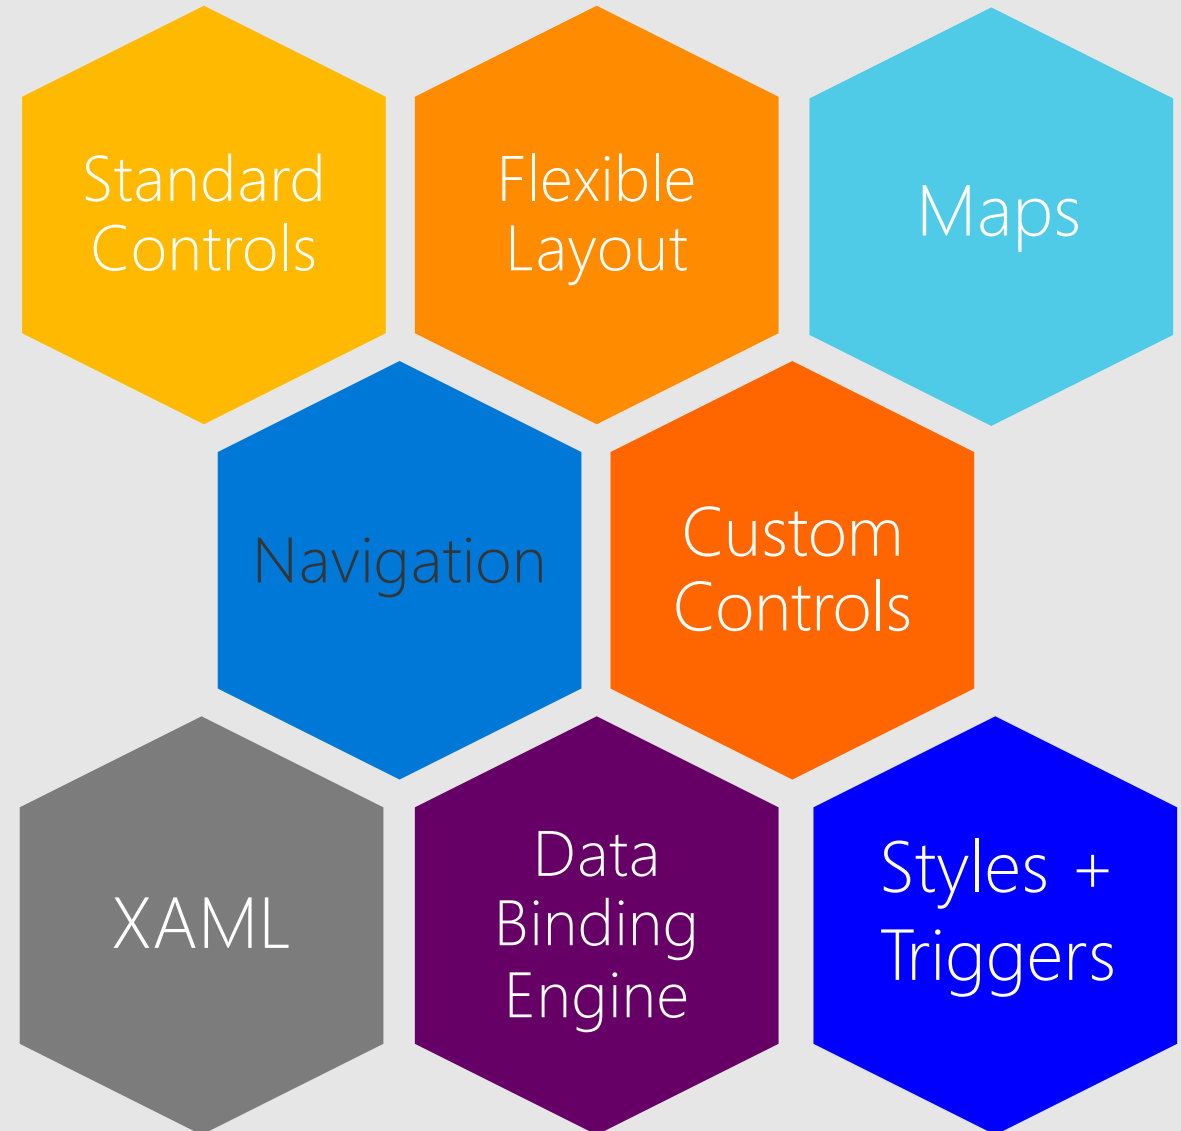 Standard
Controls
Flexible
Layout
Maps
Navigation
Custom
Controls
XAML
Data
Binding
Engine
Styles +
Triggers